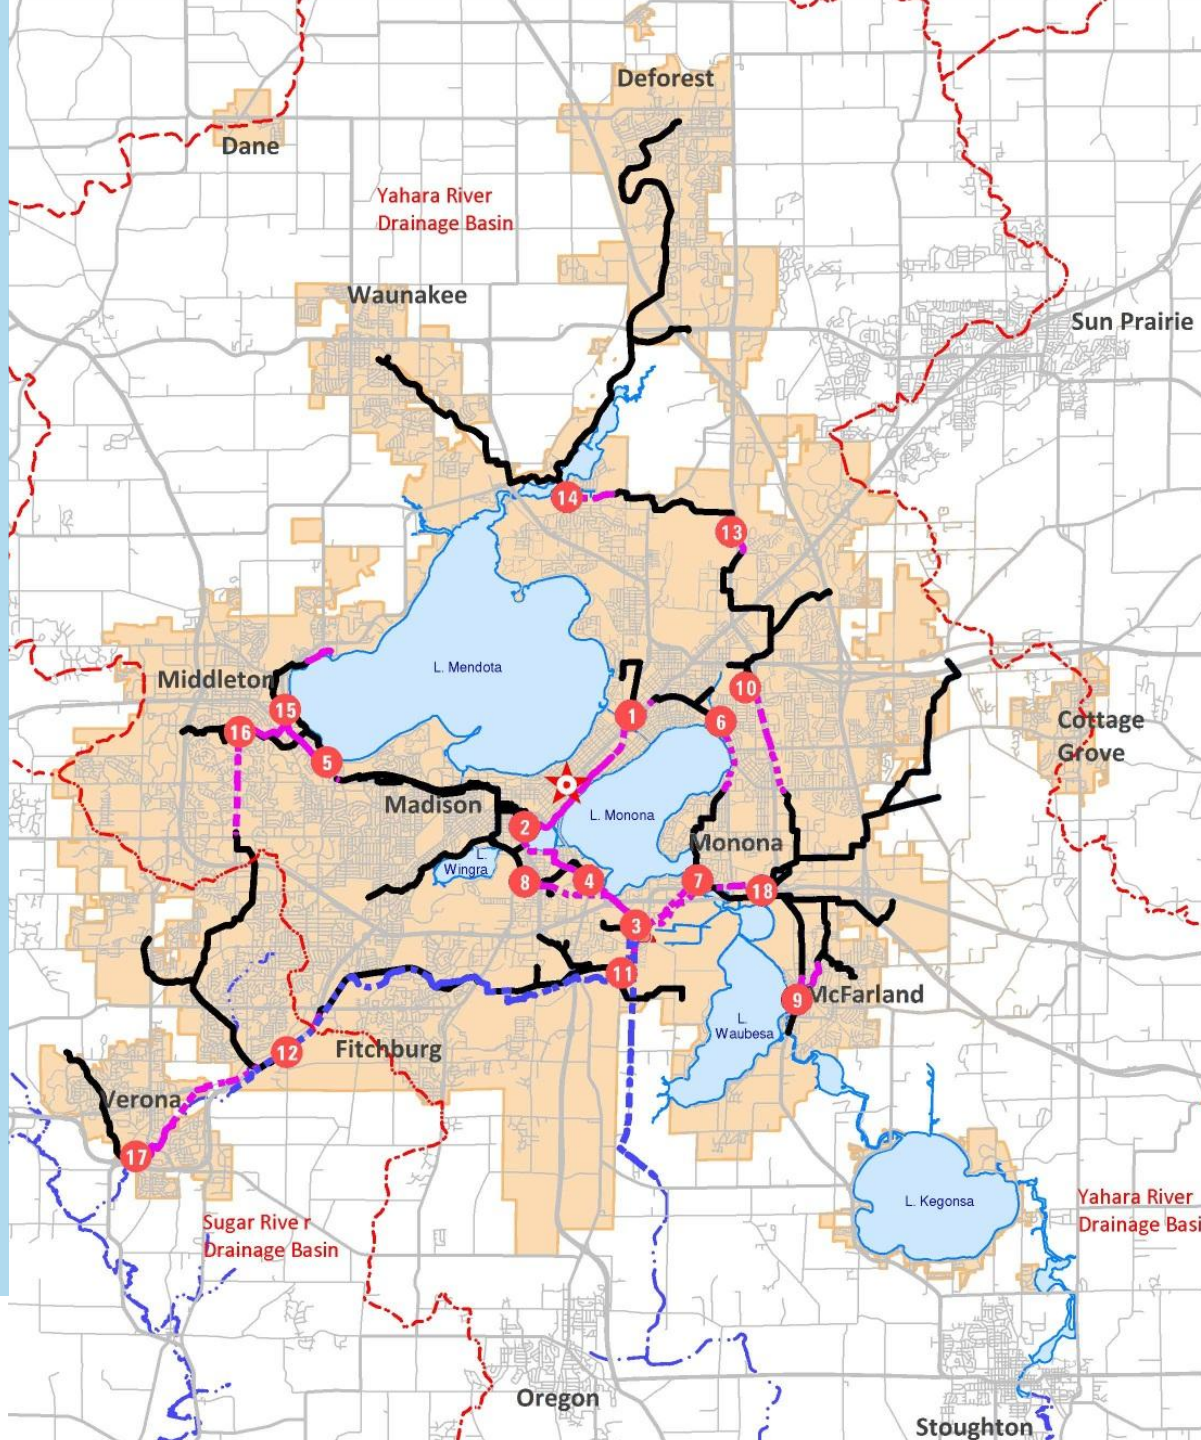 Deforest
Dane
Yahara River
Drainage Basin
Waunakee
Sun Prairie
14
13
L. Mendota
Middleton
15
16
5
1
10
6
Cottage
Grove
Madison
2
L. Monona
Monona
L.
Wingra
8
4
7
18
3
11
9
McFarland
L.
Waubesa
12
Fitchburg
Verona
17
L. Kegonsa
Yahara River
Drainage Basi
Sugar Rive r
Drainage Basin
Oregon
Stoughton